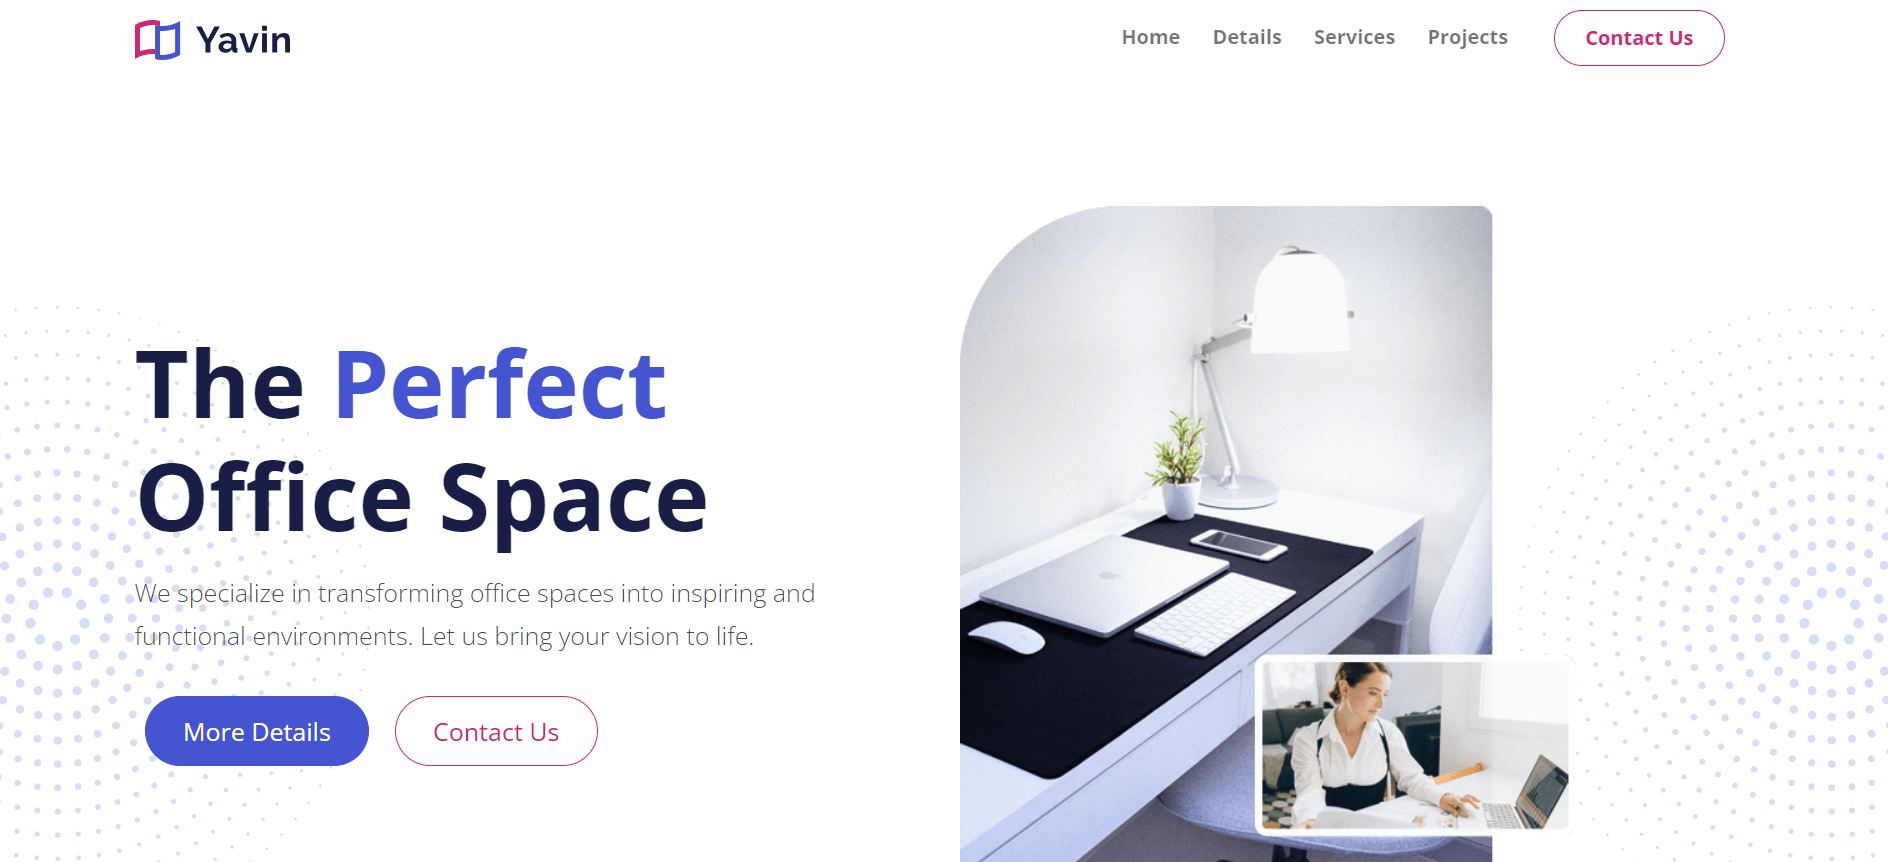 Yavin
Home Details Services Projects Contact Us
The Perfect
Office Space
We specialize in transforming office spaces into inspiring and
functional environments. Let us bring your vision to life.
More Details Contact Us